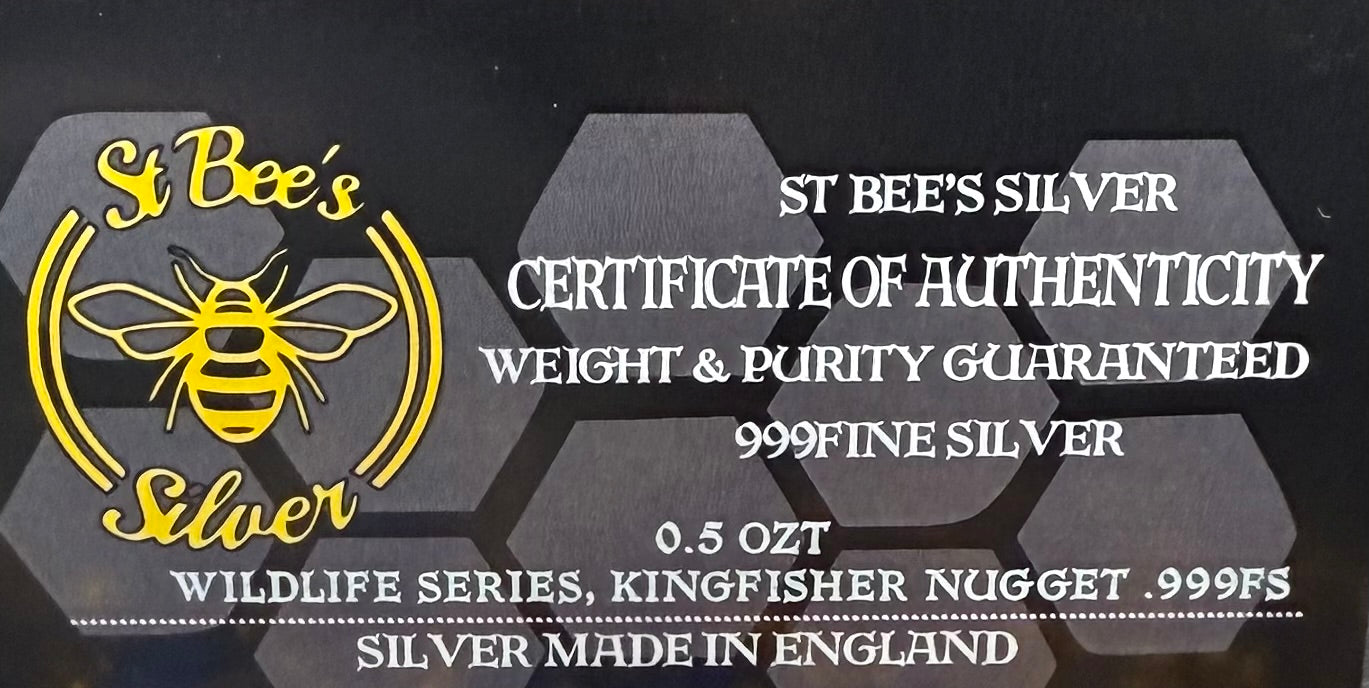 St Bee's
Silver
ST BEE'S SILVER
CERTIFICATE OF AUTHENTICITY
WEIGHT & PURITY GUARANTEED
999FINE SILVER
0.5 OZT
WILDLIFE SERIES, KINGFISHER NUGGET .999FS
SILVER MADE IN ENGLAND